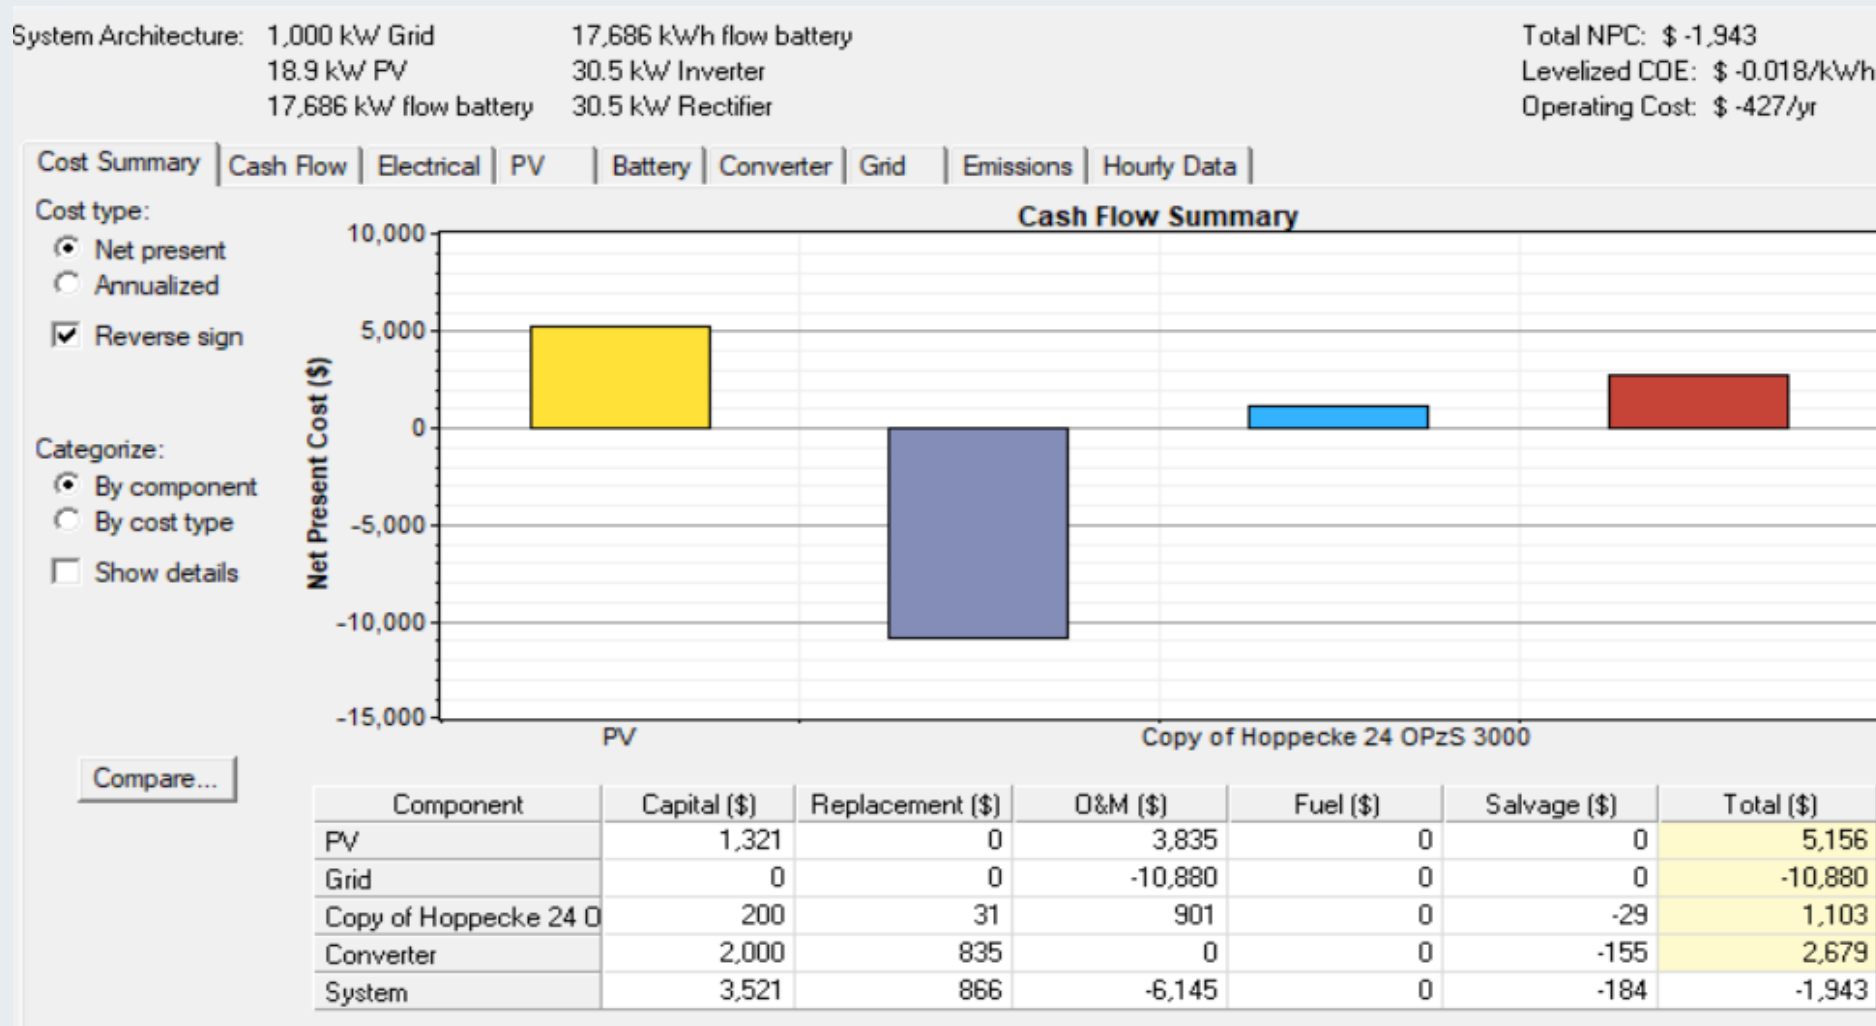 System Architecture: 1,000 kW Grid 17,686 kWh flow battery Total NPC: $ -1,943
18.9 kW PV 30.5 kW Inverter Levelized COE: $ -0.018/kWh
17,686 kW flow battery 30.5 kW Rectifier Operating Cost: $ -427/yr
Cost Summary Cash Flow Electrical PV Battery Converter Grid Emissions Hourly Data
Cost type:
Net present
Annualized
Reverse sign
Categorize:
By component
By cost type
Show details
Compare...
Cash Flow Summary
Net Present Cost ($)
10,000
5,000
0
-5,000
-10,000
-15,000
PV Copy of Hoppecke 24 OPzS 3000
Component Capital ($) Replacement ($) O&M ($) Fuel ($) Salvage ($) Total ($)
PV 1,321 0 3,835 0 0 5,156
Grid 0 0 -10,880 0 0 -10,880
Copy of Hoppecke 24 O 200 31 901 0 -29 1,103
Converter 2,000 835 0 0 -155 2,679
System 3,521 866 -6,145 0 -184 -1,943